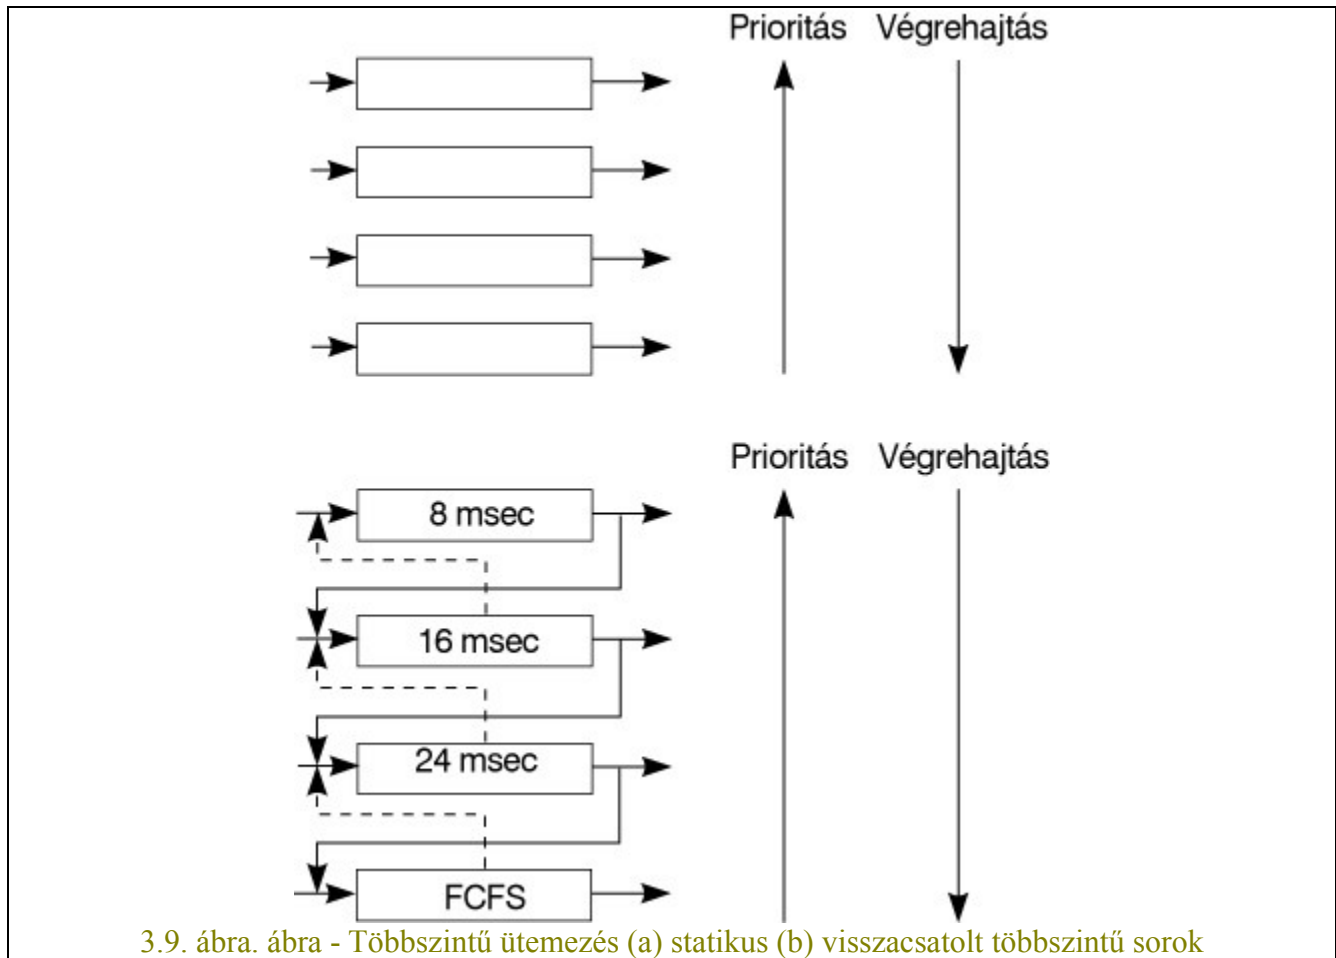 Prioritás Végrehajtás
Prioritás Végrehajtás
8 msec
16 msec
24 msec
FCFS
3.9. ábra. ábra - Többszintű ütemezés (a) statikus (b) visszacsatolt többszintű sorok